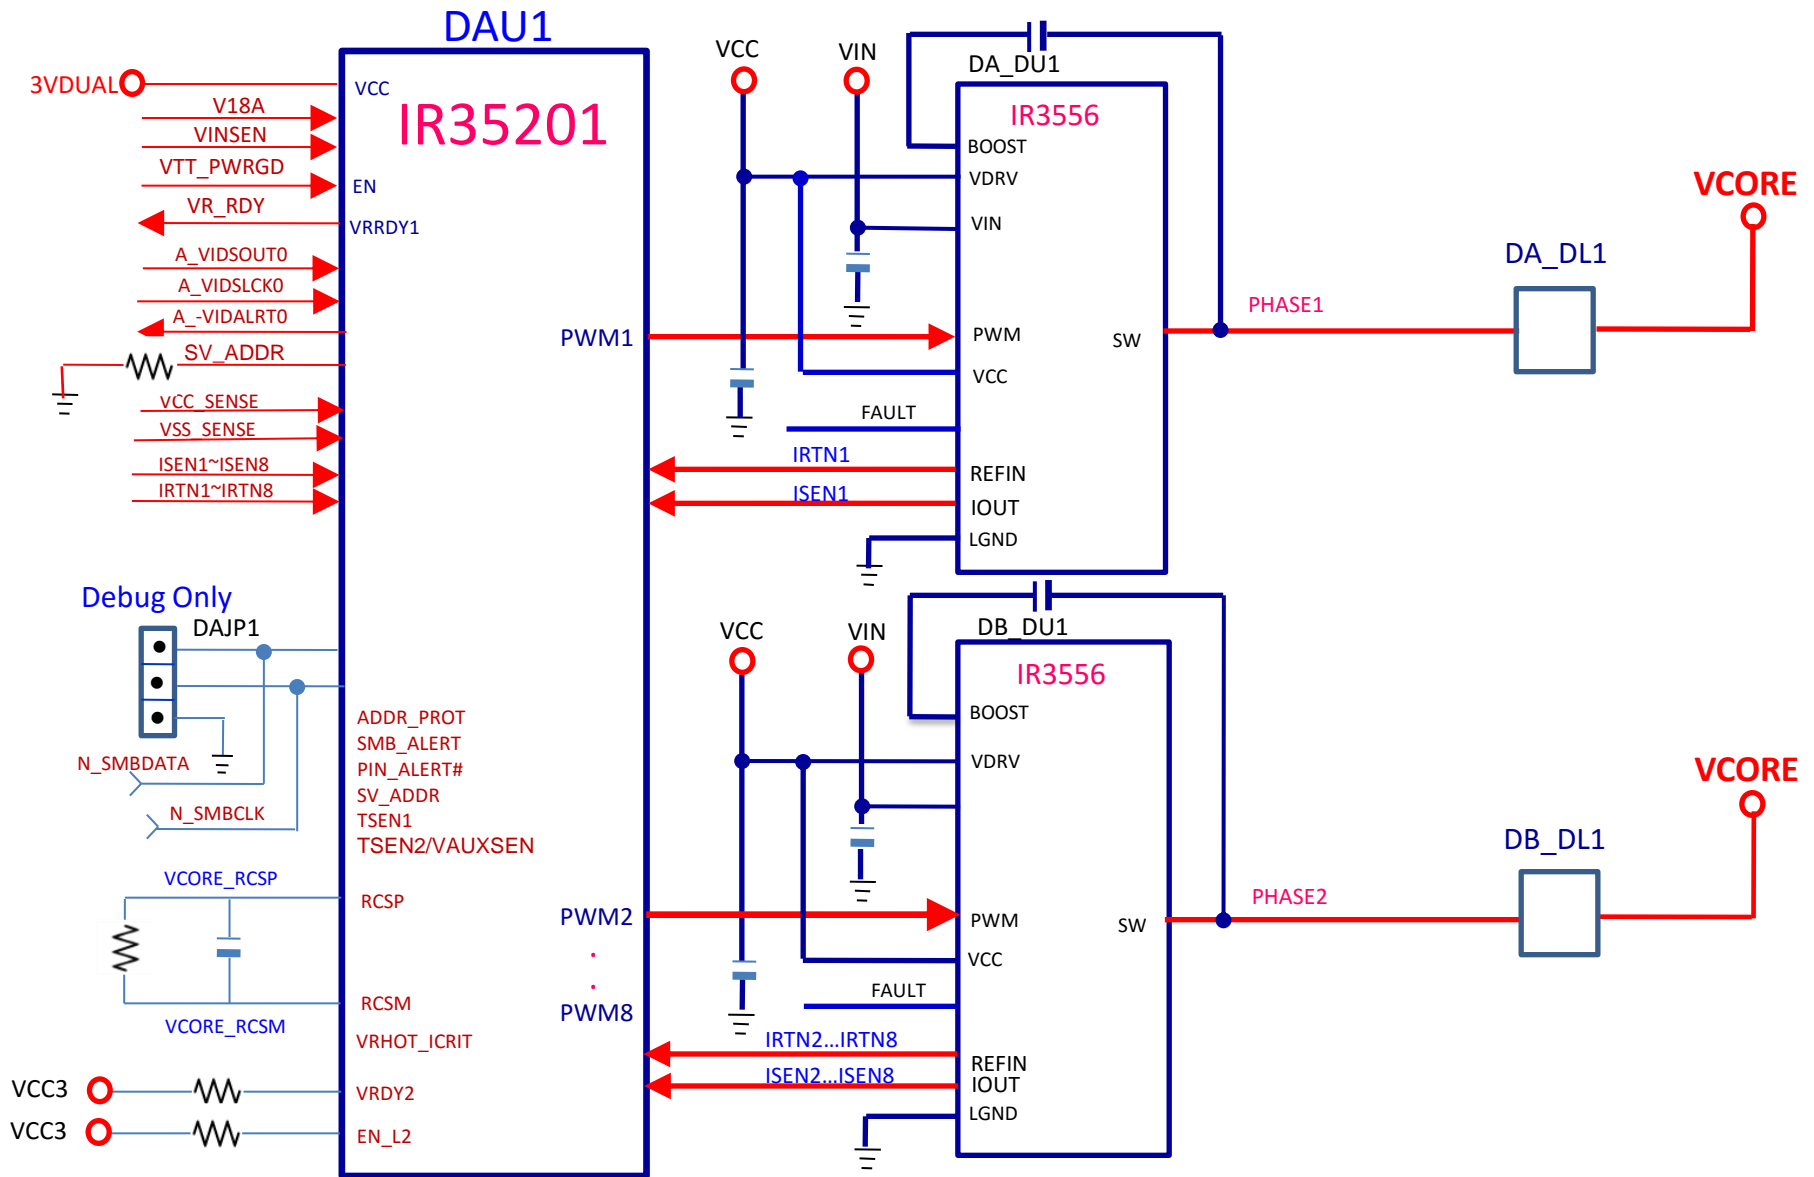 DAU1
IR35201
3VDUAL
VCC
V18A
VINSEN
VTT_PWRGD
EN
VR_RDY
VRRDY1
A_VIDSOUT0
A_VIDSLCK0
A_-VIDALRT0
SV_ADDR
VCC_SENSE
VSS_SENSE
ISEN1~ISEN8
IRTN1~IRTN8
Debug Only
DAJP1
N_SMBDATA
N_SMBCLK
ADDR_PROT
SMB_ALERT
PIN_ALERT#
SV_ADDR
TSEN1
TSEN2/VAUXSEN
VCORE_RCSP
RCSP
RCSM
VCORE_RCSM
VRHOT_ICRIT
VCC3
VRDY2
VCC3
EN_L2
PWM1
PWM2
.
.
PWM8
VCC
VIN
DA_DU1
IR3556
BOOST
VDRV
VIN
PWM
SW
VCC
FAULT
IRTN1
REFIN
ISEN1
IOUT
LGND
PHASE1
DA_DL1
VCORE
VCC
VIN
DB_DU1
IR3556
BOOST
VDRV
PWM
SW
VCC
FAULT
IRTN2...IRTN8
REFIN
ISEN2...ISEN8
IOUT
LGND
PHASE2
DB_DL1
VCORE